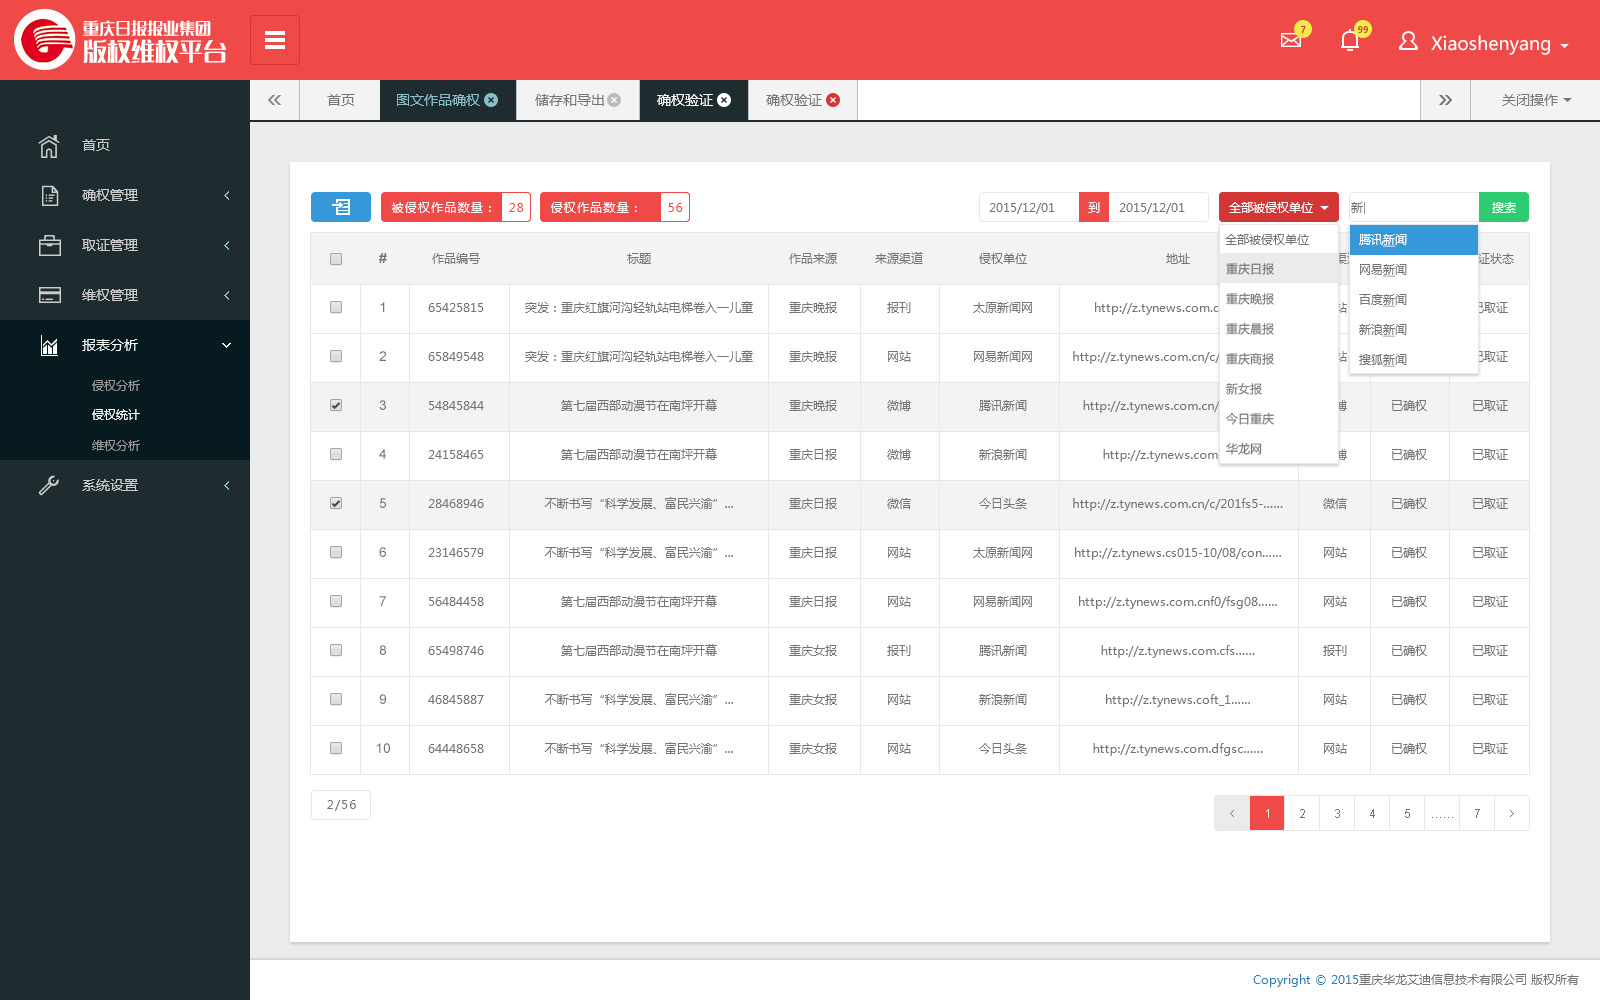 重庆日报报业集团
版权维权平台
7
99
Xiaoshenyang
首页
图文作品确权
储存和导出
确权验证
确权验证
关闭操作
首页
确权管理
取证管理
维权管理
报表分析
侵权分析
侵权统计
维权分析
系统设置
被侵权作品数量： 28
侵权作品数量： 56
2015/12/01 到 2015/12/01
全部被侵权单位
新
搜索
全部被侵权单位
重庆日报
重庆晚报
重庆晨报
重庆商报
新女报
今日重庆
华龙网
腾讯新闻
网易新闻
百度新闻
新浪新闻
搜狐新闻
# 作品编号 标题 作品来源 来源渠道 侵权单位 地址 证状态
1 65425815 突发：重庆红旗河沟轻轨站电梯卷入一儿童 重庆晚报 报刊 太原新闻网 http://z.tynews.com.c 站 已取证
2 65849548 突发：重庆红旗河沟轻轨站电梯卷入一儿童 重庆晚报 网站 网易新闻网 http://z.tynews.com.cn/c/ 站 已取证
3 54845844 第七届西部动漫节在南坪开幕 重庆晚报 微博 腾讯新闻 http://z.tynews.com.cn/ 博 已确权 已取证
4 24158465 第七届西部动漫节在南坪开幕 重庆日报 微博 新浪新闻 http://z.tynews.com 博 已确权 已取证
5 28468946 不断书写“科学发展、富民兴渝”... 重庆日报 微信 今日头条 http://z.tynews.com.cn/c/201fs5-...... 微信 已确权 已取证
6 23146579 不断书写“科学发展、富民兴渝”... 重庆日报 网站 太原新闻网 http://z.tynews.cs015-10/08/con...... 网站 已确权 已取证
7 56484458 第七届西部动漫节在南坪开幕 重庆日报 网站 网易新闻网 http://z.tynews.com.cnf0/fsg08...... 网站 已确权 已取证
8 65498746 第七届西部动漫节在南坪开幕 重庆女报 报刊 腾讯新闻 http://z.tynews.com.cfs...... 报刊 已确权 已取证
9 46845887 不断书写“科学发展、富民兴渝”... 重庆女报 网站 新浪新闻 http://z.tynews.coft_1...... 网站 已确权 已取证
10 64448658 不断书写“科学发展、富民兴渝”... 重庆女报 网站 今日头条 http://z.tynews.com.dfgsc...... 网站 已确权 已取证
2/56
< 1 2 3 4 5 ...... 7 >
Copyright © 2015重庆华龙艾迪信息技术有限公司 版权所有